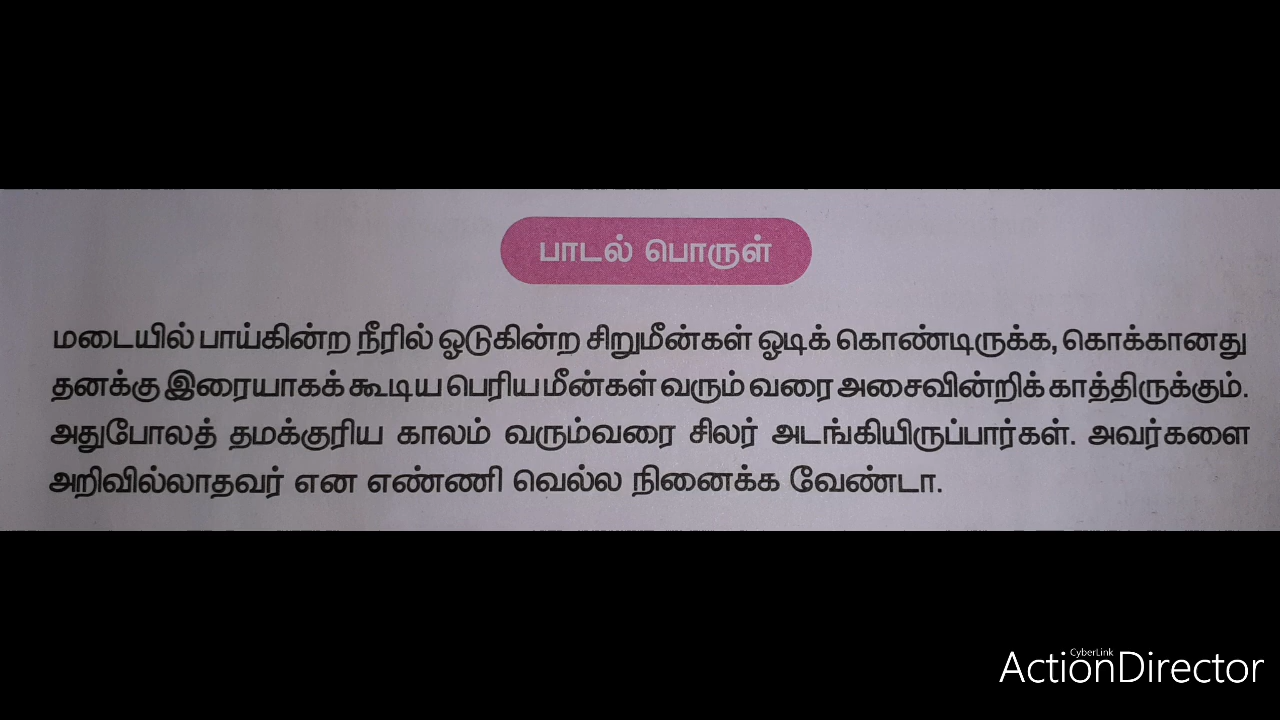 பாடல் பொருள்
மடையில் பாய்கின்ற நீரில் ஓடுகின்ற சிறுமீன்கள் ஓடிக் கொண்டிருக்க, கொக்கானது
தனக்கு இரையாகக் கூடிய பெரிய மீன்கள் வரும் வரை அசைவின்றிக் காத்திருக்கும்.
அதுபோலத் தமக்குரிய காலம் வரும்வரை சிலர் அடங்கியிருப்பார்கள். அவர்களை
அறிவில்லாதவர் என எண்ணி வெல்ல நினைக்க வேண்டா.
CyberLink
ActionDirector